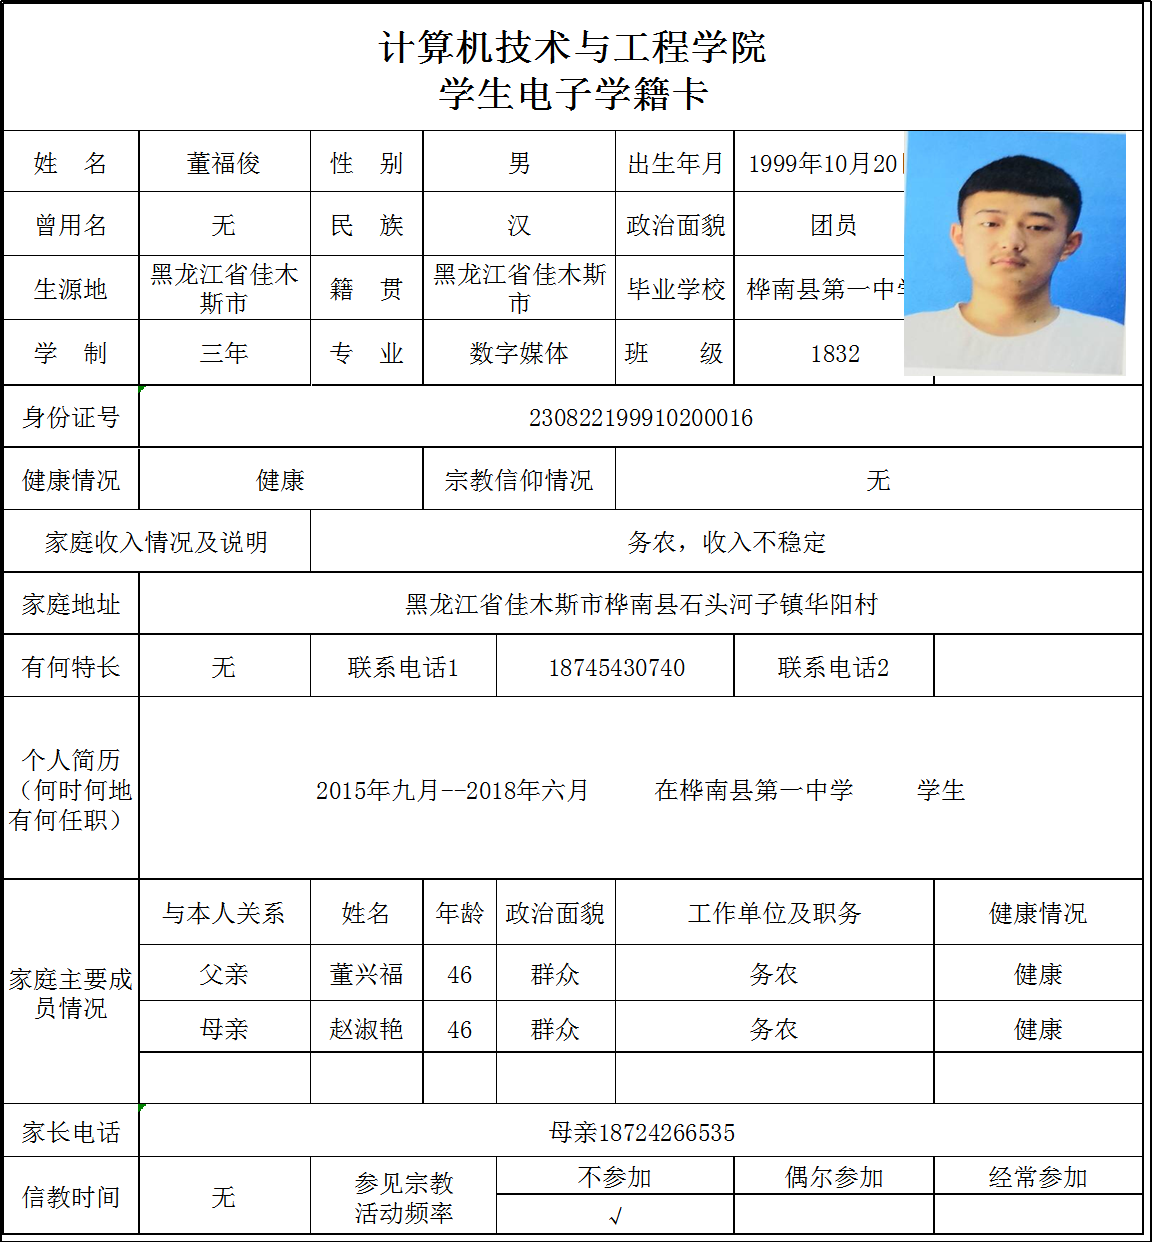 计算机技术与工程学院
学生电子学籍卡
姓 名 董福俊 性 别 男 出生年月 1999年10月20
曾用名 无 民 族 汉 政治面貌 团员
生源地 黑龙江省佳木斯市 籍 贯 黑龙江省佳木斯市 毕业学校 桦南县第一中学
学 制 三年 专 业 数字媒体 班 级 1832
身份证号 230822199910200016
健康情况 健康 宗教信仰情况 无
家庭收入情况及说明 务农，收入不稳定
家庭地址 黑龙江省佳木斯市桦南县石头河子镇华阳村
有何特长 无 联系电话1 18745430740 联系电话2
个人简历
（何时何地
有何任职）
2015年九月--2018年六月 在桦南县第一中学 学生
家庭主要成
员情况
与本人关系 姓名 年龄 政治面貌 工作单位及职务 健康情况
父亲 董兴福 46 群众 务农 健康
母亲 赵淑艳 46 群众 务农 健康
家长电话 母亲18724266535
信教时间 无 参见宗教
活动频率
不参加 偶尔参加 经常参加
√